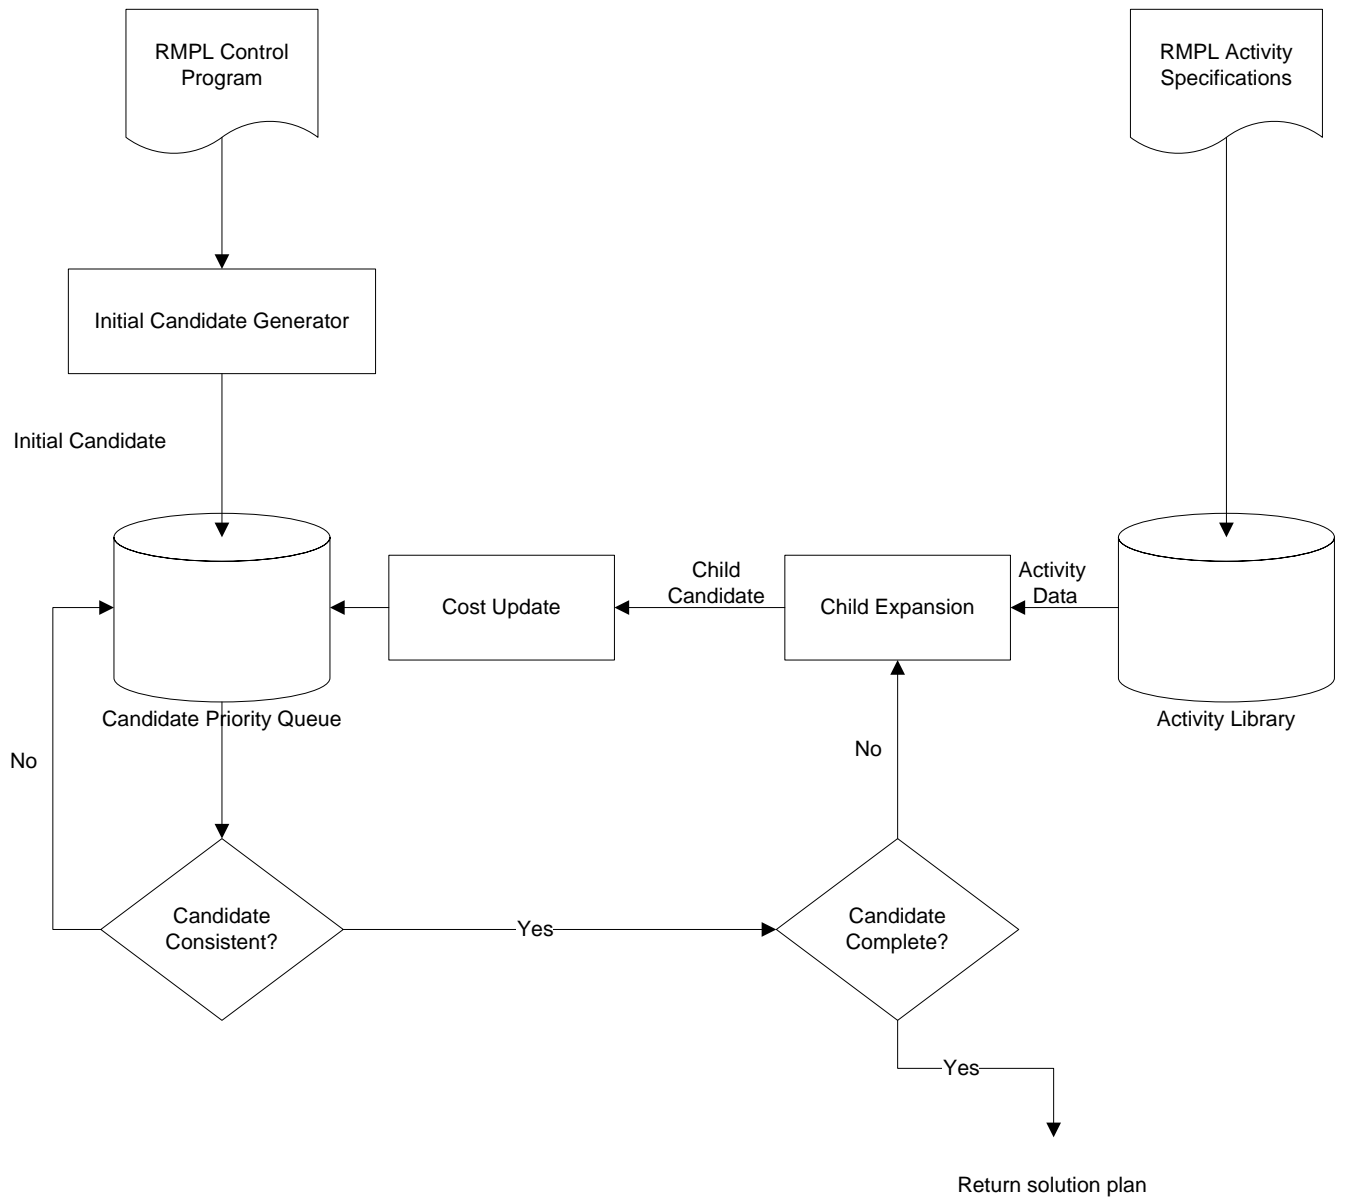 RMPL Control
Program
RMPL Activity
Specifications
Initial Candidate Generator
Initial Candidate
Cost Update
Child
Candidate
Child Expansion
Activity
Data
Candidate Priority Queue
Activity Library
No
No
Candidate
Consistent?
Yes
Candidate
Complete?
Yes
Return solution plan